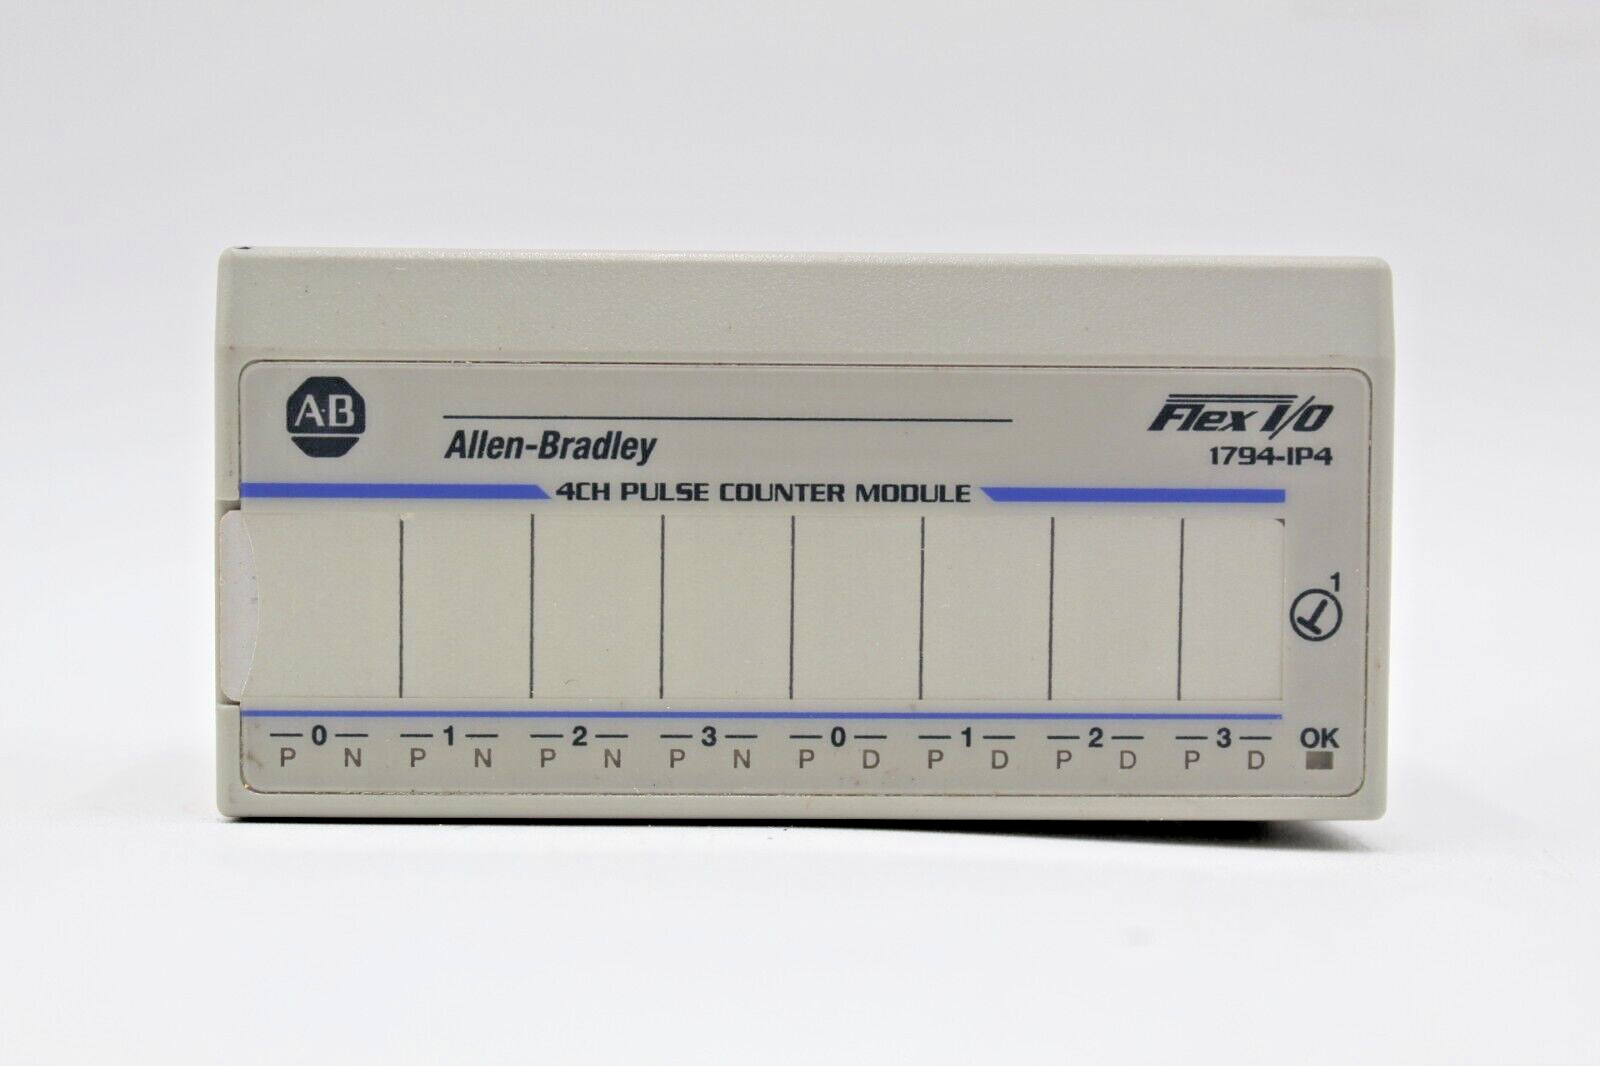 A·B
Allen-Bradley
Flex I/O
1794-IP4
4CH PULSE COUNTER MODULE
1
0 1 2 3 0 1 2 3 OK
P N P N P N P N P D P D P D P D